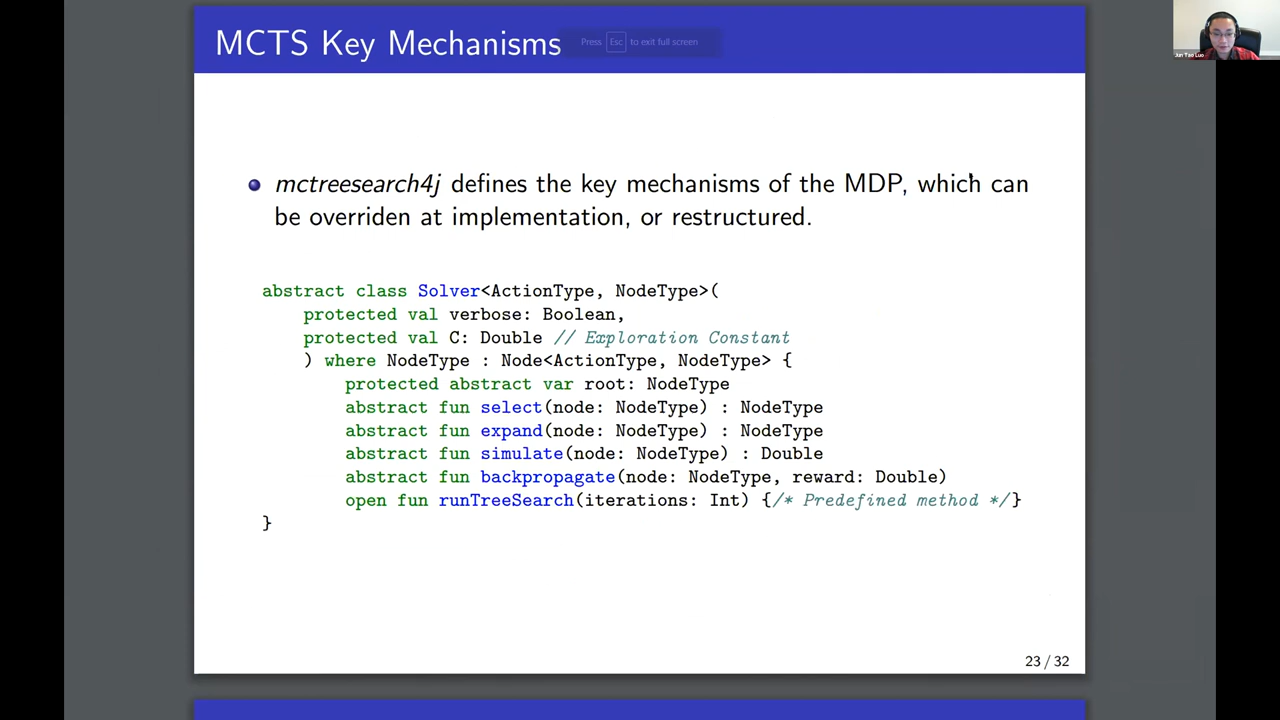 MCTS Key Mechanisms
Press Esc to exit full screen
Jun Tao Luo
mctreesearch4j defines the key mechanisms of the MDP, which can
be overriden at implementation, or restructured.
abstract class Solver<ActionType, NodeType>(
protected val verbose: Boolean,
protected val C: Double // Exploration Constant
) where NodeType : Node<ActionType, NodeType> {
protected abstract var root: NodeType
abstract fun select(node: NodeType) : NodeType
abstract fun expand(node: NodeType) : NodeType
abstract fun simulate(node: NodeType) : Double
abstract fun backpropagate(node: NodeType, reward: Double)
open fun runTreeSearch(iterations: Int) {/* Predefined method */}
}
23 / 32